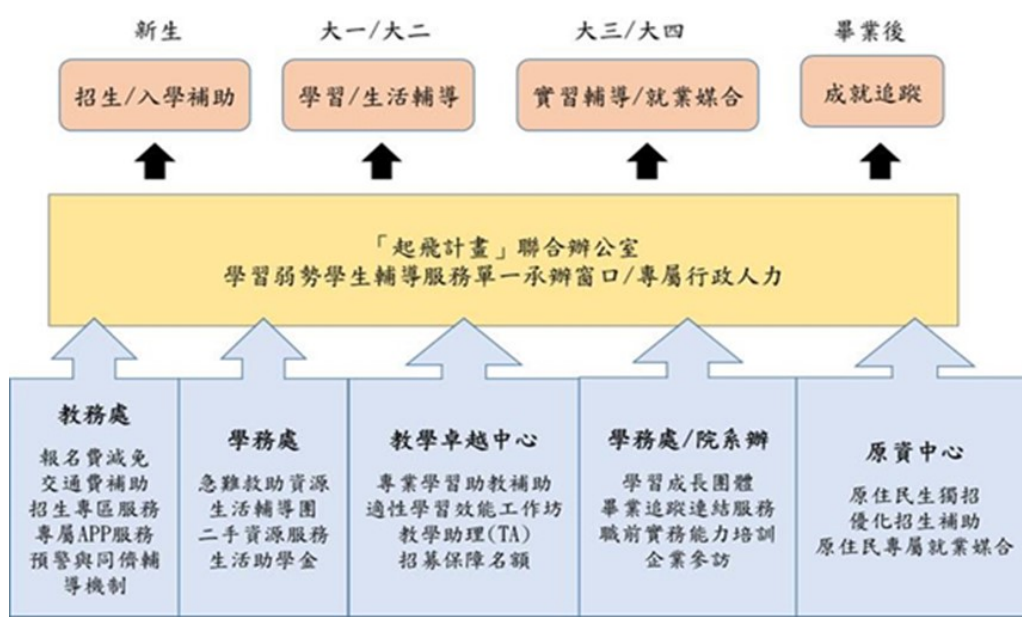 新生
大一/大二
大三/大四
畢業後
招生/入學補助
學習/生活輔導
實習輔導/就業媒合
成就追蹤
「起飛計畫」聯合辦公室
學習弱勢學生輔導服務單一承辦窗口/專屬行政人力
教務處
報名費減免
交通費補助
招生專區服務
專屬APP服務
預警與同儕輔
導機制
學務處
急難救助資源
生活輔導團
二手資源服務
生活助學金
教學卓越中心
專業學習助教補助
適性學習效能工作坊
教學助理(TA)
招募保障名額
學務處/院系辦
學習成長團體
畢業追蹤連結服務
職前實務能力培訓
企業參訪
原資中心
原住民生獨招
優化招生補助
原住民專屬就業媒合